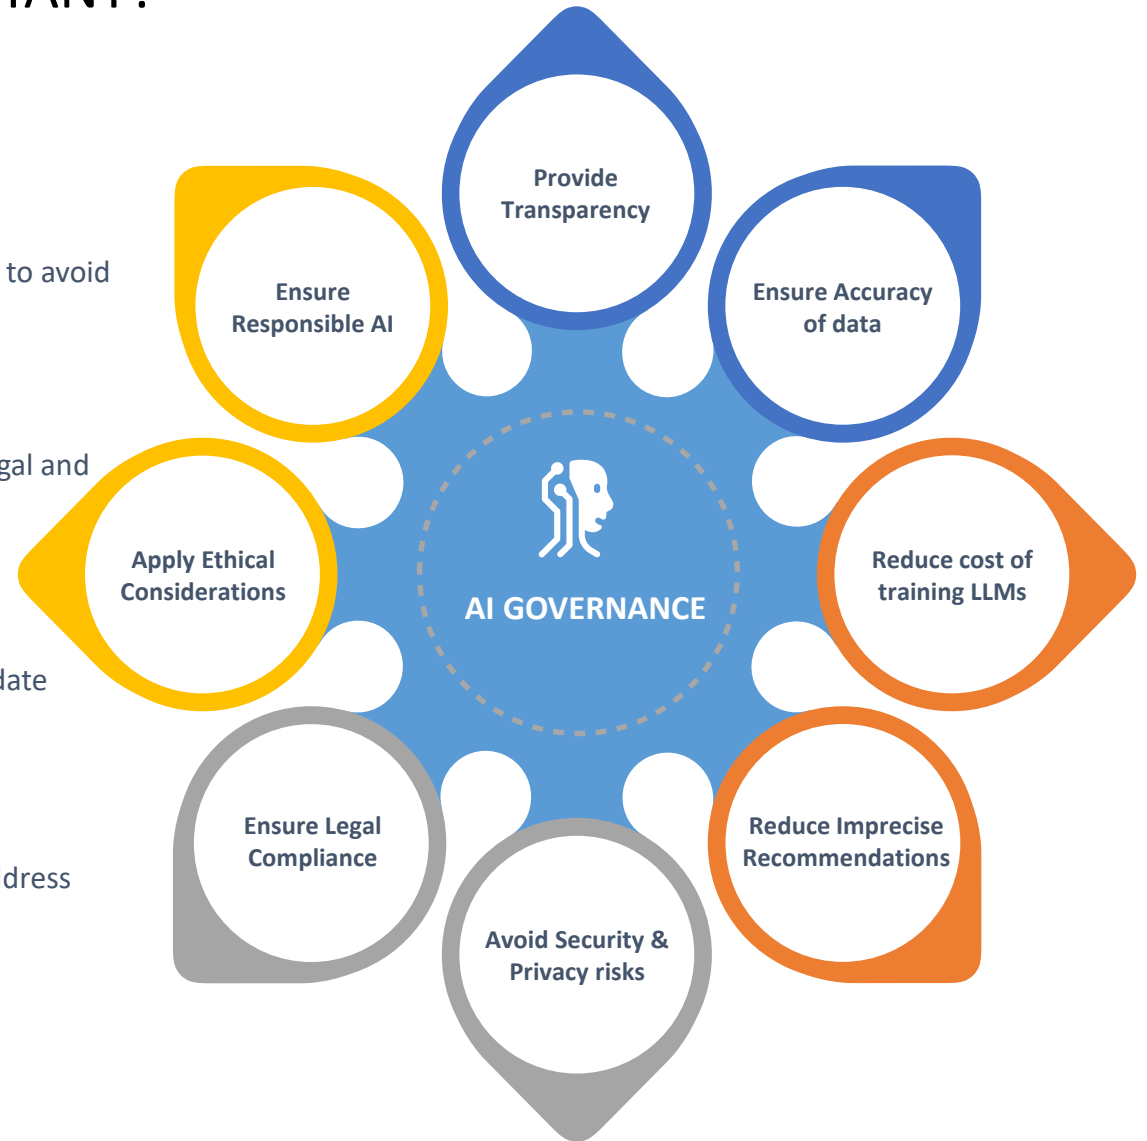 to avoid
gal and
date
ddress
Provide
Transparency
Ensure Accuracy
of data
Reduce cost of
training LLMs
Reduce Imprecise
Recommendations
Avoid Security &
Privacy risks
Ensure Legal
Compliance
Apply Ethical
Considerations
Ensure
Responsible AI
AI GOVERNANCE